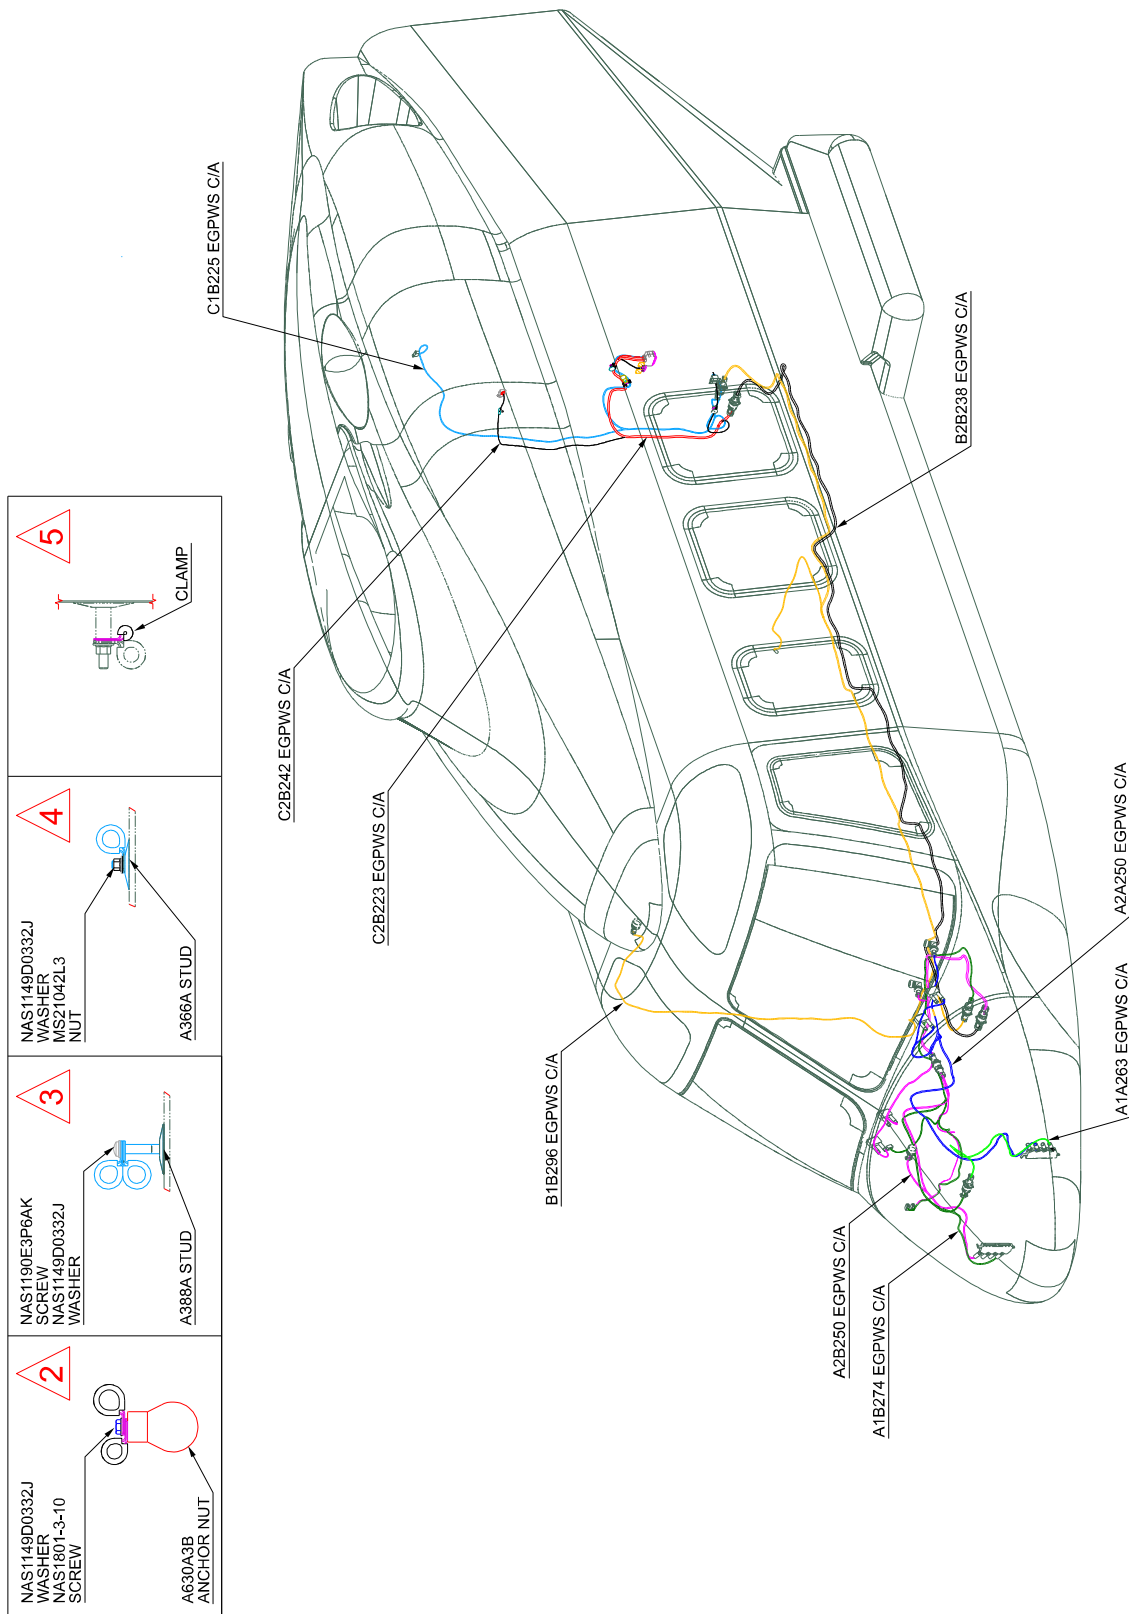 NAS1149D0332J
WASHER
NAS1801-3-10
SCREW
2
A630A3B
ANCHOR NUT
NAS1190E3P6AK
SCREW
NAS1149D0332J
WASHER
3
A388A STUD
NAS1149D0332J
WASHER
MS21042L3
NUT
4
A366A STUD
5
CLAMP
C1B225 EGPWS C/A
C2B242 EGPWS C/A
C2B223 EGPWS C/A
B2B238 EGPWS C/A
B1B296 EGPWS C/A
A2B250 EGPWS C/A
A1B274 EGPWS C/A
A2A250 EGPWS C/A
A1A263 EGPWS C/A